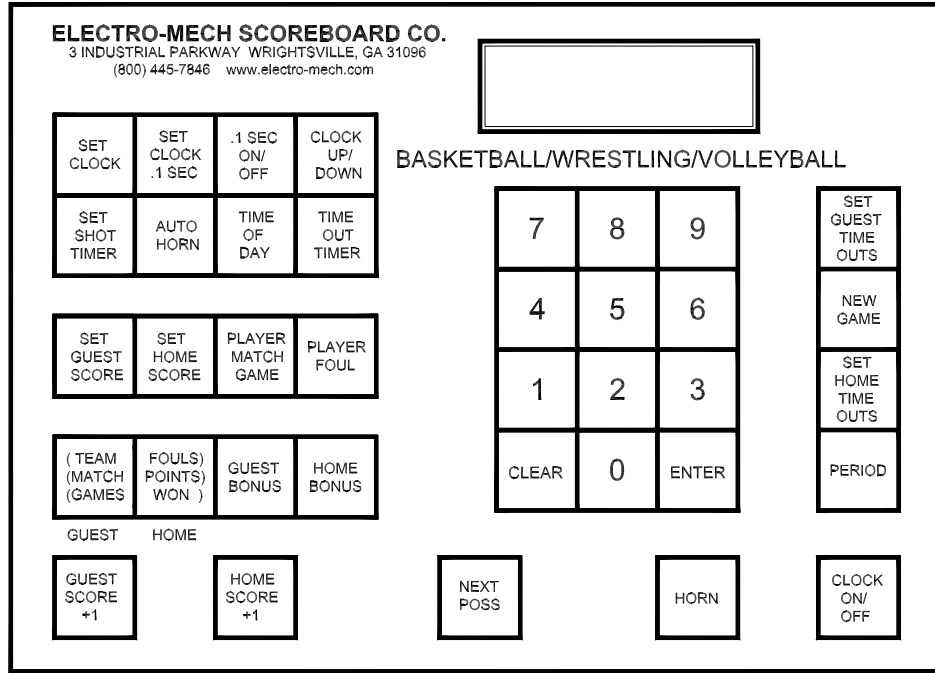 ELECTRO-MECH SCOREBOARD CO.
3 INDUSTRIAL PARKWAY WRIGHTSVILLE, GA 31096
(800) 445-7846 www.electro-mech.com
SET
CLOCK
SET
CLOCK
.1 SEC
.1 SEC
ON/
OFF
CLOCK
UP/
DOWN
SET
SHOT
TIMER
AUTO
HORN
TIME
OF
DAY
TIME
OUT
TIMER
SET
GUEST
SCORE
SET
HOME
SCORE
PLAYER
MATCH
GAME
PLAYER
FOUL
( TEAM
(MATCH
(GAMES
FOULS)
POINTS)
WON )
GUEST
BONUS
HOME
BONUS
GUEST
HOME
GUEST
SCORE
+1
HOME
SCORE
+1
BASKETBALL/WRESTLING/VOLLEYBALL
7
8
9
4
5
6
1
2
3
CLEAR
0
ENTER
SET
GUEST
TIME
OUTS
NEW
GAME
SET
HOME
TIME
OUTS
PERIOD
NEXT
POSS
HORN
CLOCK
ON/
OFF